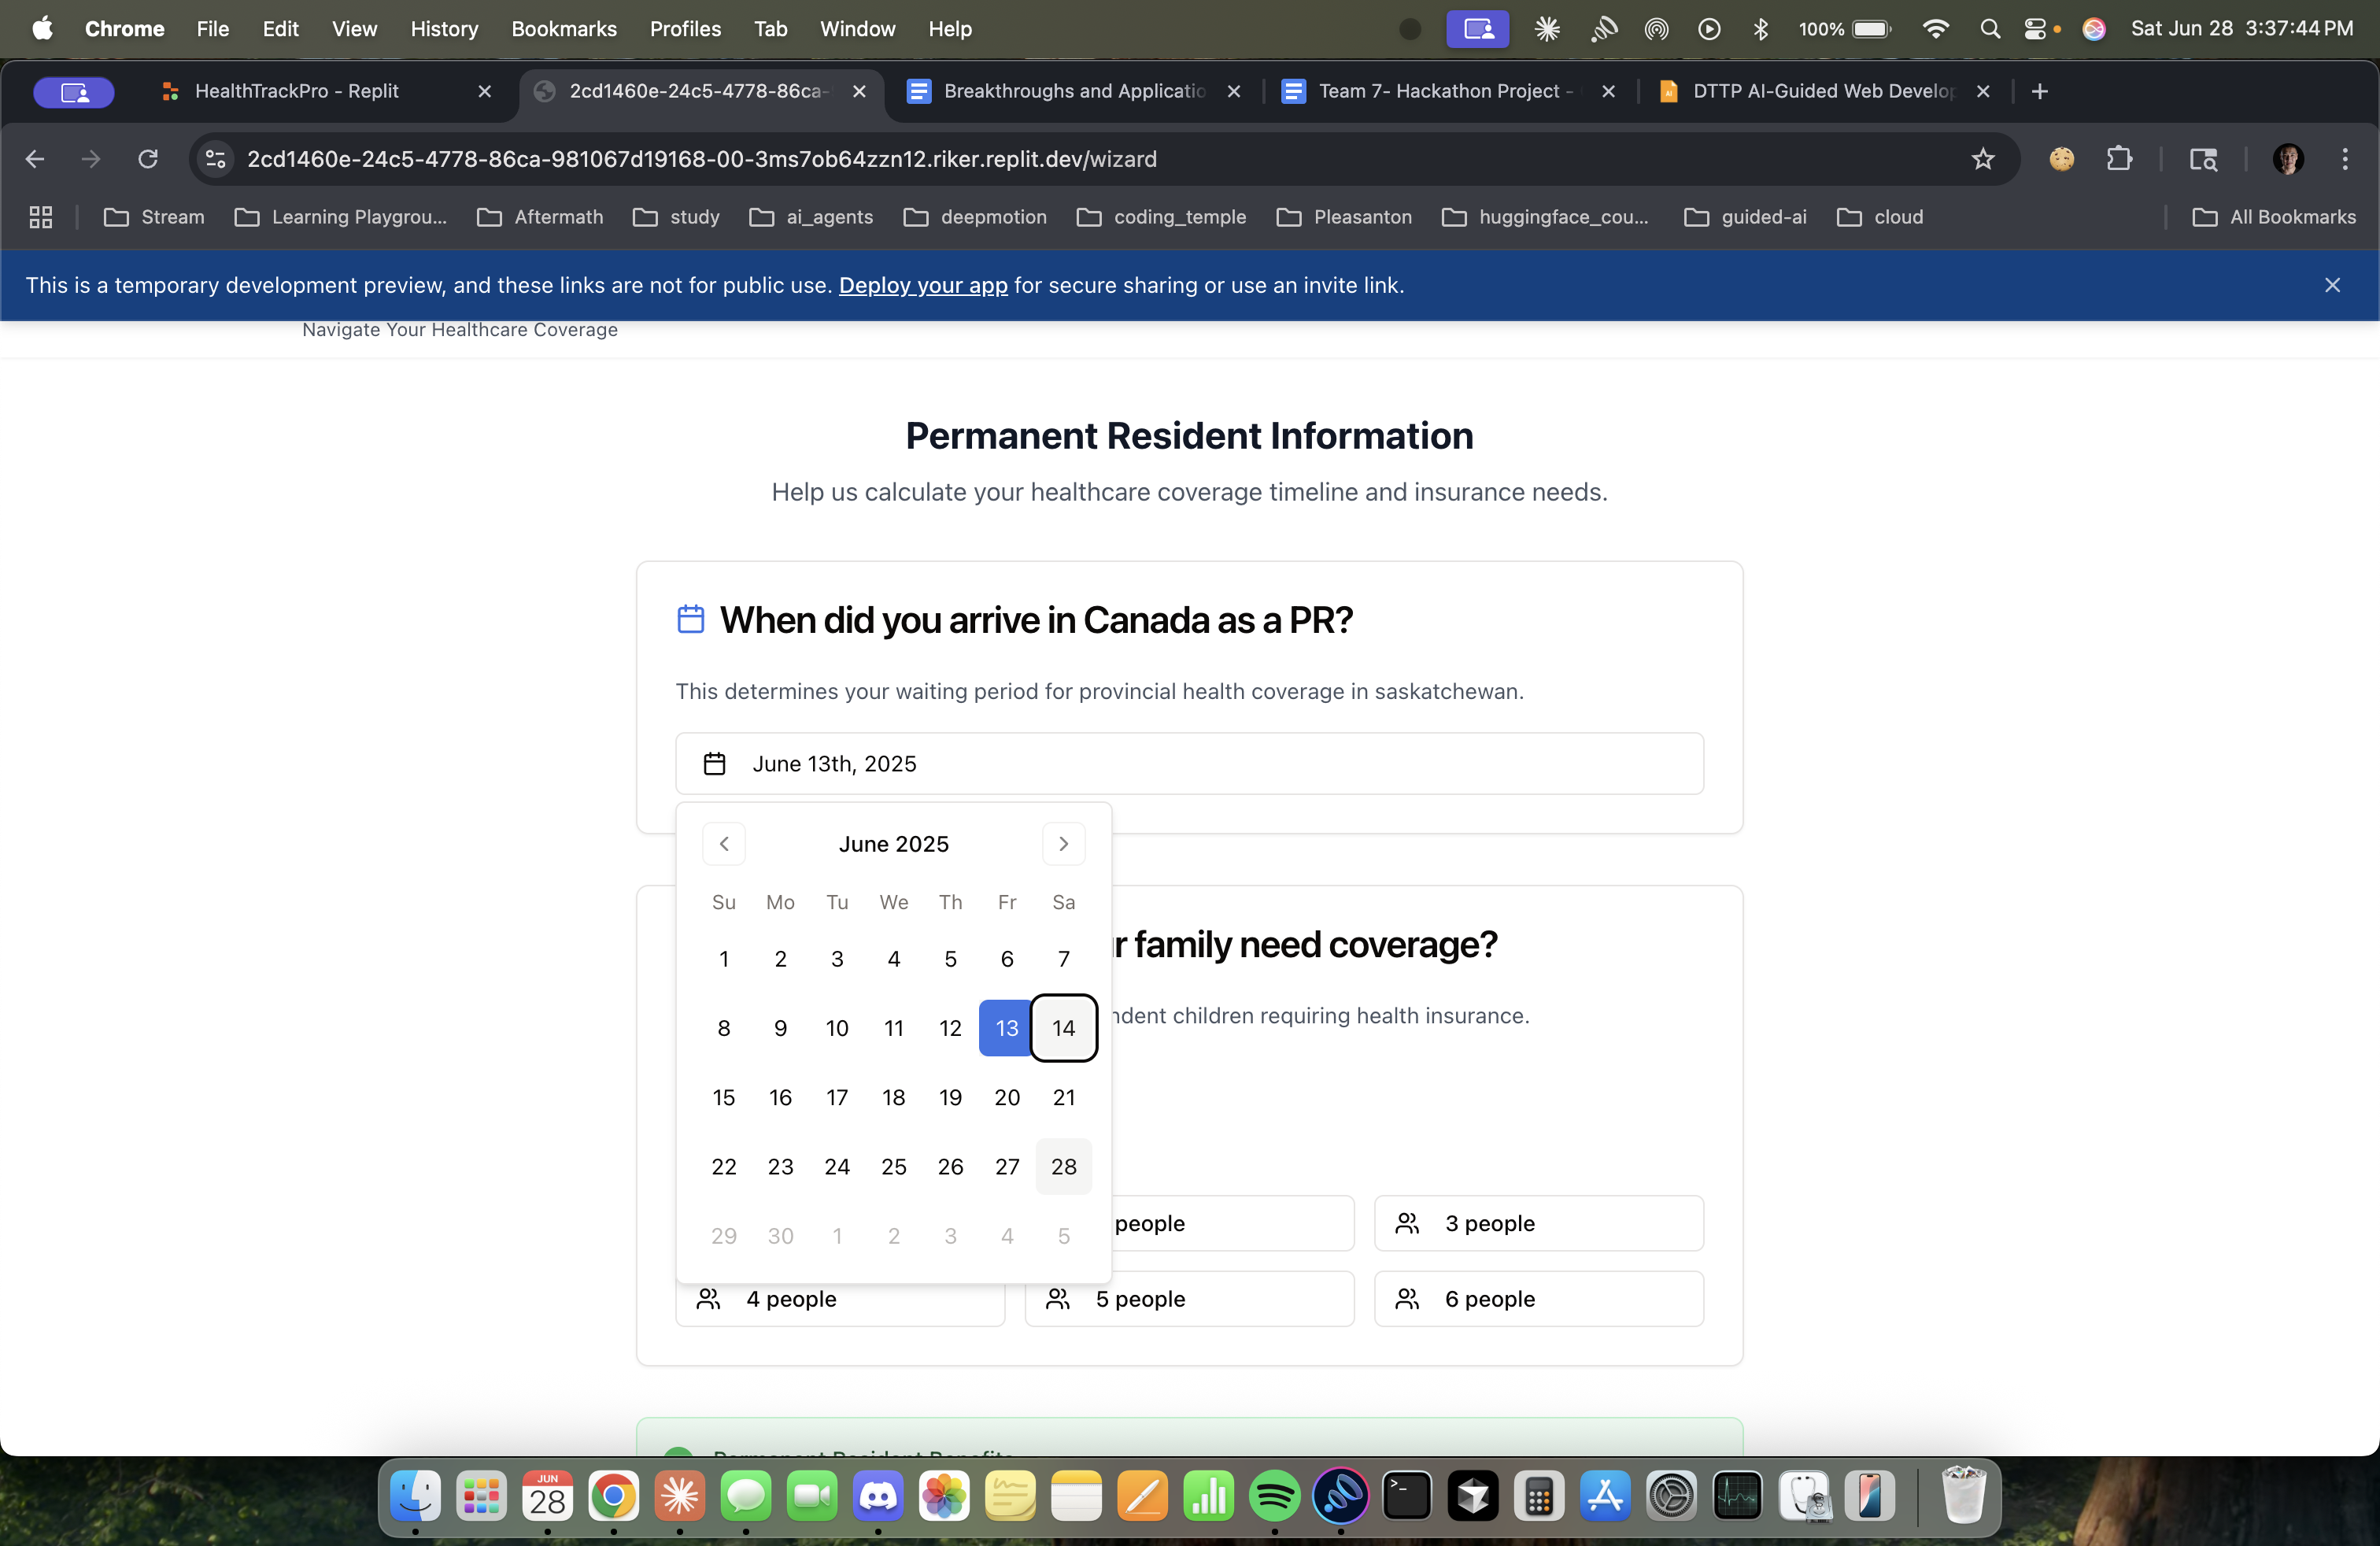 Chrome File Edit View History Bookmarks Profiles Tab Window Help 100% Sat Jun 28 3:37:44 PM
HealthTrackPro - Replit 2cd1460e-24c5-4778-86ca- Breakthroughs and Applicatio Team 7- Hackathon Project - DTTP AI-Guided Web Develop
2cd1460e-24c5-4778-86ca-981067d19168-00-3ms7ob64zzn12.riker.replit.dev/wizard
Stream Learning Playgrou... Aftermath study ai_agents deepmotion coding_temple Pleasanton huggingface_cou... guided-ai cloud All Bookmarks
This is a temporary development preview, and these links are not for public use. Deploy your app for secure sharing or use an invite link.
Navigate Your Healthcare Coverage
Permanent Resident Information
Help us calculate your healthcare coverage timeline and insurance needs.
When did you arrive in Canada as a PR?
This determines your waiting period for provincial health coverage in saskatchewan.
June 13th, 2025
June 2025
Su Mo Tu We Th Fr Sa
1 2 3 4 5 6 7
8 9 10 11 12 13 14
15 16 17 18 19 20 21
22 23 24 25 26 27 28
29 30 1 2 3 4 5
r family need coverage?
ndent children requiring health insurance.
people
3 people
4 people
5 people
6 people
Permanent Resident Benefits
JUN
28